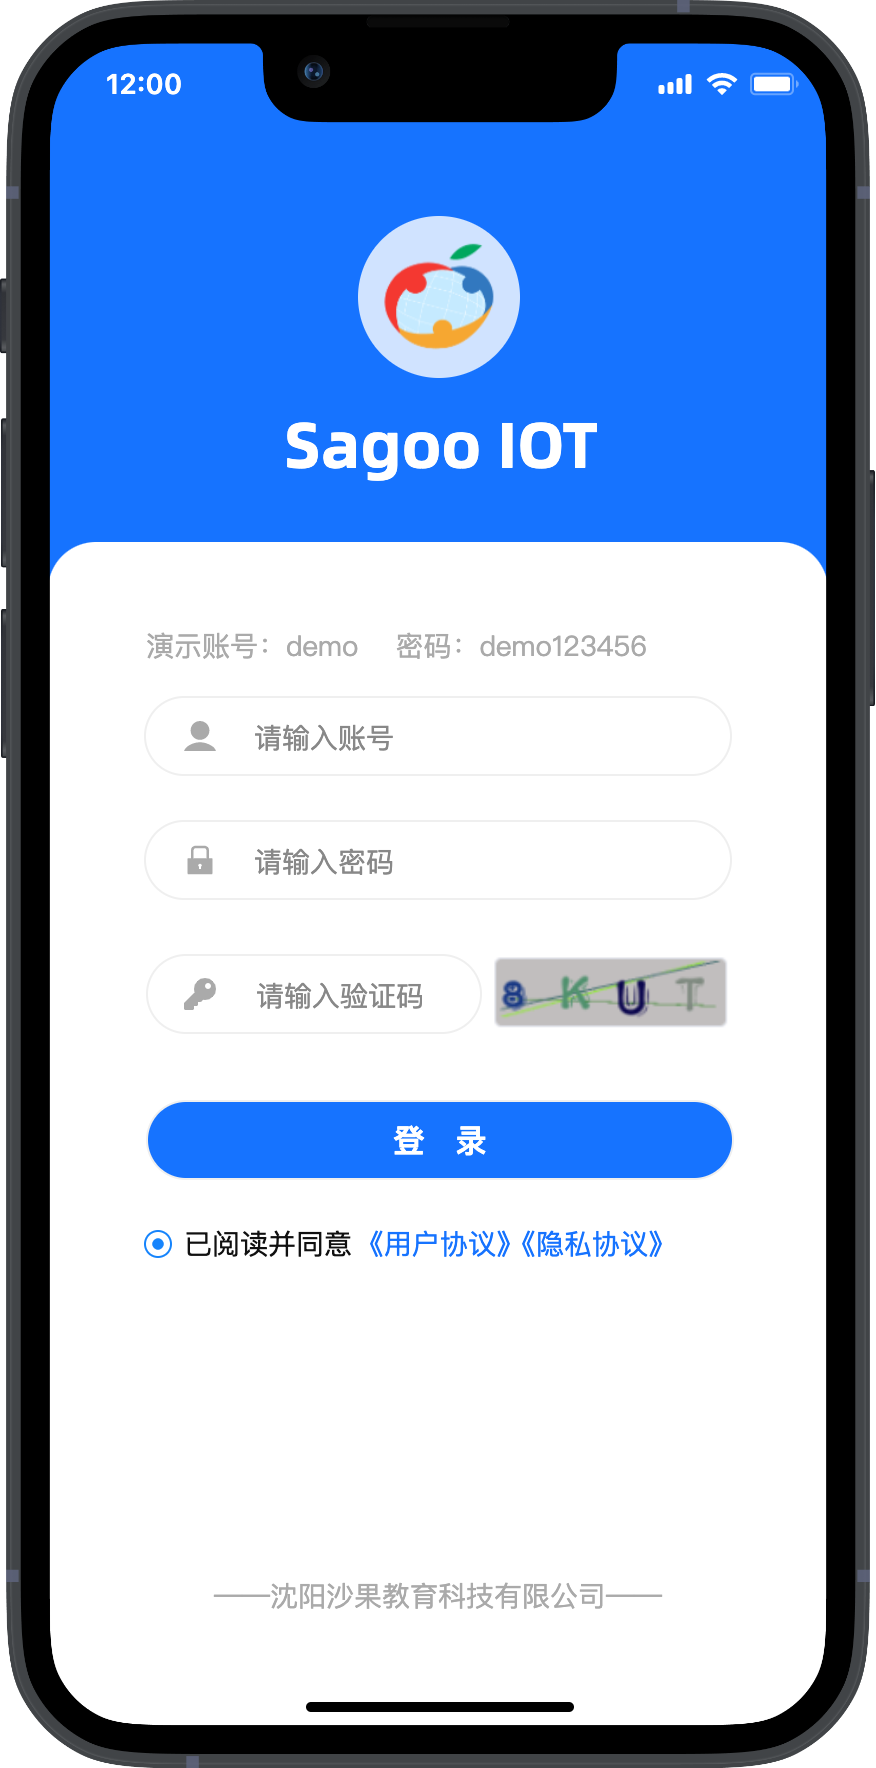 12:00
Sagoo IOT
演示账号：demo 密码：demo123456
请输入账号
请输入密码
请输入验证码 8 K U T
登 录
已阅读并同意《用户协议》《隐私协议》
——沈阳沙果教育科技有限公司——